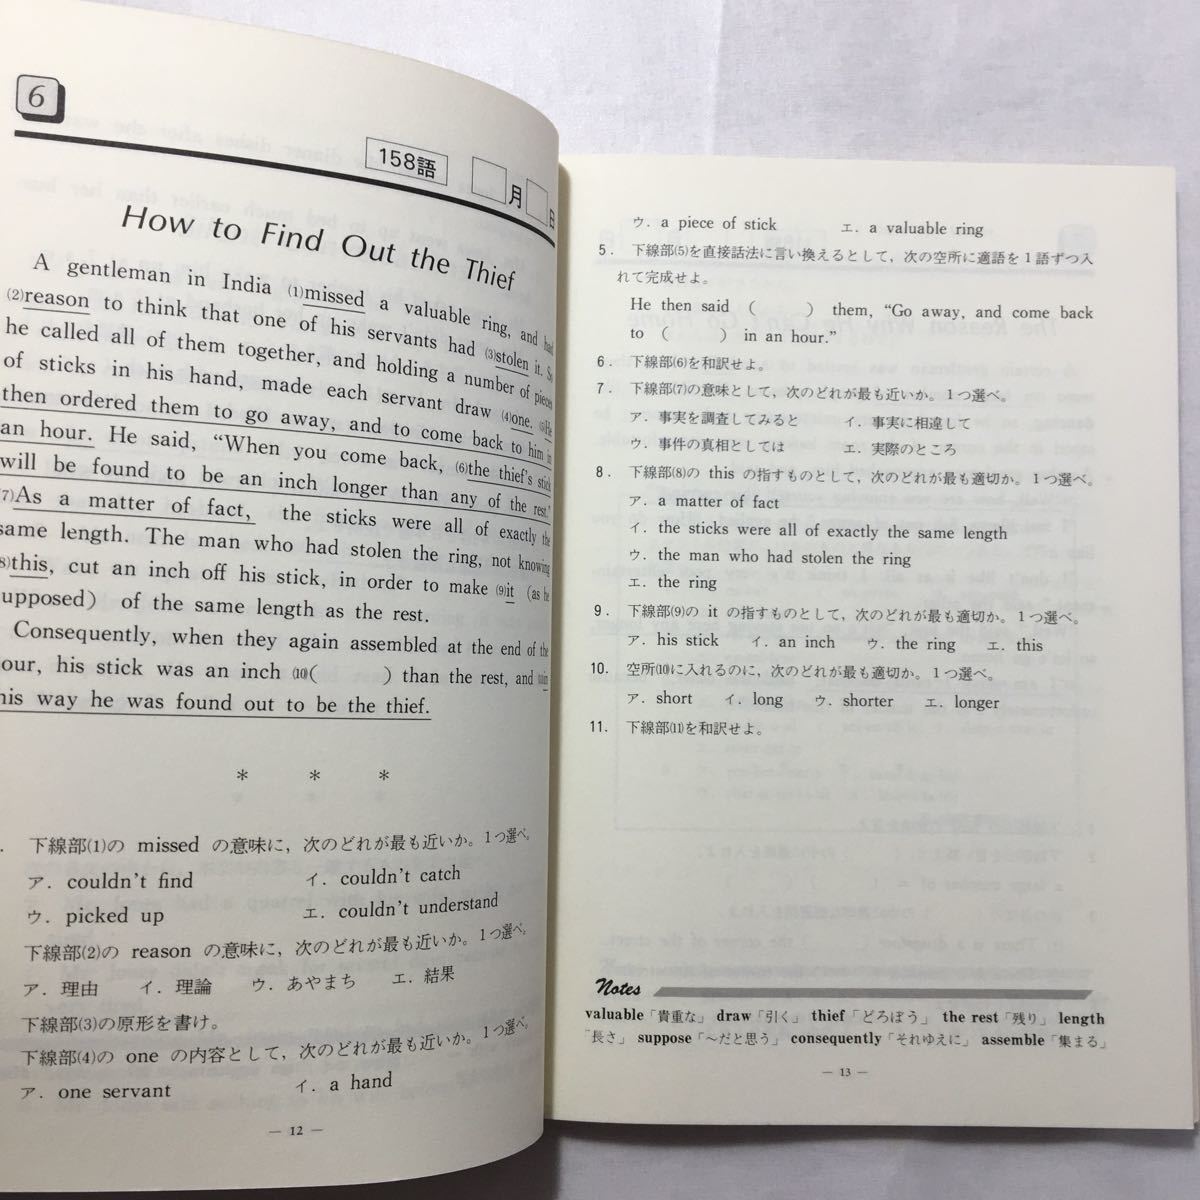 6
158語 月 日
How to Find Out the Thief
A gentleman in India (1)missed a valuable ring, and had
(2)reason to think that one of his servants had (3)stolen it. So
he called all of them together, and holding a number of pieces
of sticks in his hand, made each servant draw (4)one. (5)He
then ordered them to go away, and to come back to him in
an hour. He said, “When you come back, (6)the thief's stick
will be found to be an inch longer than any of the rest.”
(7)As a matter of fact, the sticks were all of exactly the
same length. The man who had stolen the ring, not knowing
(8)this, cut an inch off his stick, in order to make (9)it (as he
supposed) of the same length as the rest.
Consequently, when they again assembled at the end of the
hour, his stick was an inch (10)( ) than the rest, and
this way he was found out to be the thief.
* * *
下線部(1)の missed の意味に，次のどれが最も近いか。1つ選べ。
ア．couldn't find イ．couldn't catch
ウ．picked up エ．couldn't understand
下線部(2)の reason の意味に，次のどれが最も近いか。1つ選べ。
ア．理由 イ．理論 ウ．あやまち エ．結果
下線部(3)の原形を書け。
下線部(4)の one の内容として，次のどれが最も近いか。1つ選べ。
ア．one servant イ．a hand
— 12 —
ウ．a piece of stick エ．a valuable ring
5． 下線部(5)を直接話法に言い換えるとして，次の空所に適語を1語ずつ入
れて完成せよ。
He then said ( ) them, “Go away, and come back
to ( ) in an hour.”
6． 下線部(6)を和訳せよ。
7． 下線部(7)の意味として，次のどれが最も近いか。1つ選べ。
ア．事実を調査してみると イ．事実に相違して
ウ．事件の真相としては エ．実際のところ
8． 下線部(8)の this の指すものとして，次のどれが最も適切か。1つ選べ。
ア．a matter of fact
イ．the sticks were all of exactly the same length
ウ．the man who had stolen the ring
エ．the ring
9． 下線部(9)の it の指すものとして，次のどれが最も適切か。1つ選べ。
ア．his stick イ．an inch ウ．the ring エ．this
10． 空所(10)に入れるのに，次のどれが最も適切か。1つ選べ。
ア．short イ．long ウ．shorter エ．longer
11． 下線部(11)を和訳せよ。
Notes
valuable「貴重な」 draw「引く」 thief「どろぼう」 the rest「残り」 length
「長さ」 suppose「〜だと思う」 consequently「それゆえに」 assemble「集まる」
— 13 —